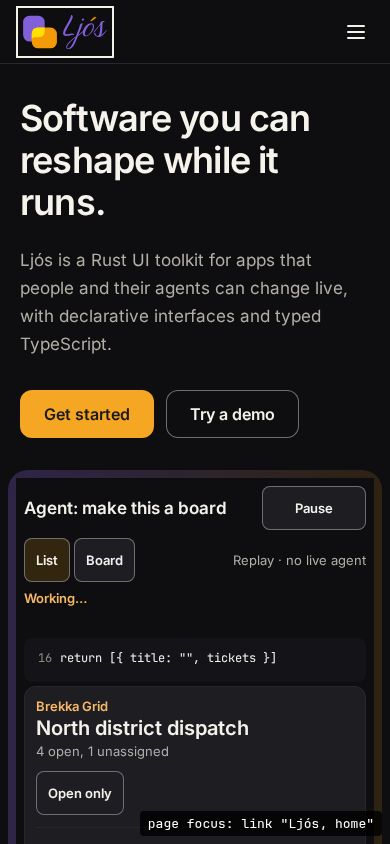 Ljós
Software you can
reshape while it
runs.
Ljós is a Rust UI toolkit for apps that
people and their agents can change live,
with declarative interfaces and typed
TypeScript.
Get started
Try a demo
Agent: make this a board
Pause
List
Board
Replay · no live agent
Working…
16 return [{ title: "", tickets }]
Brekka Grid
North district dispatch
4 open, 1 unassigned
Open only
page focus: link "Ljós, home"